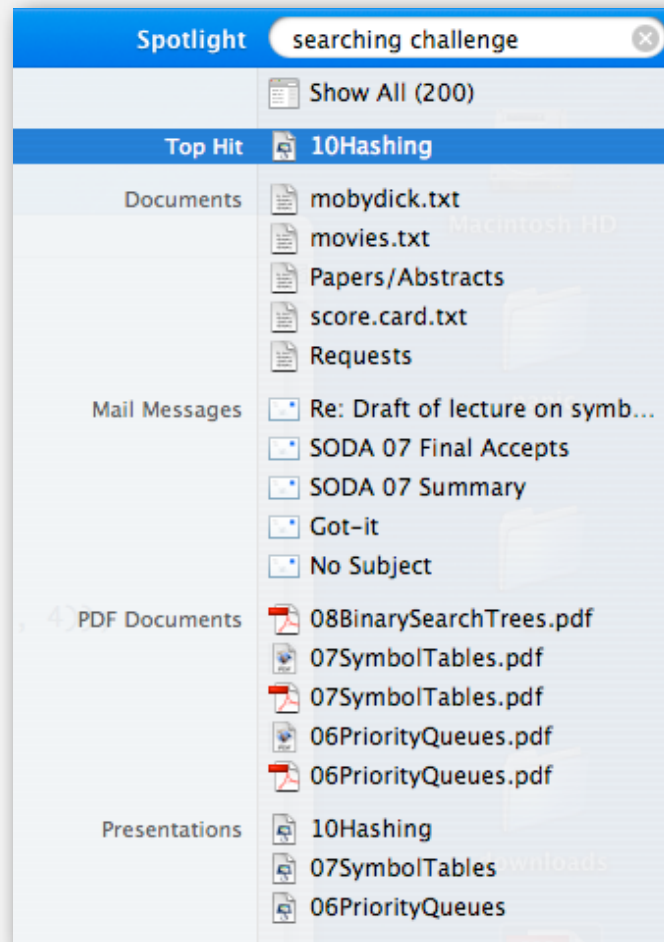 Spotlight searching challenge
Show All (200)
Top Hit 10Hashing
Documents mobydick.txt
movies.txt
Macintosh HD
Papers/Abstracts
score.card.txt
Requests
Mail Messages Re: Draft of lecture on symb...
SODA 07 Final Accepts
SODA 07 Summary
Got-it
No Subject
PDF Documents 08BinarySearchTrees.pdf
07SymbolTables.pdf
07SymbolTables.pdf
06PriorityQueues.pdf
06PriorityQueues.pdf
Presentations 10Hashing
07SymbolTables
06PriorityQueues